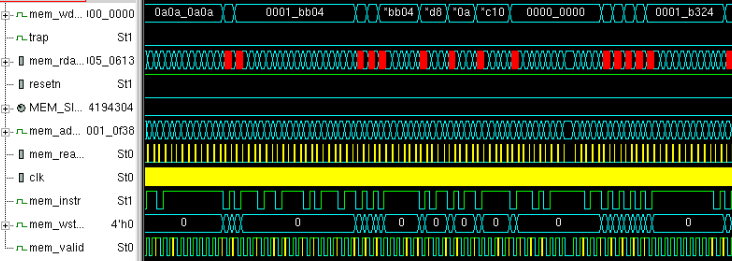 mem_wd... )00_0000 0a0a_0a0a 0001_bb04 *bb04 *d8 *0a *c10 0000_0000 0001_b324
trap St1
mem_rda... 05_0613
resetn St1
MEM_SI... 4194304
mem_ad... 001_0f38
mem_rea... St0
clk St0
mem_instr St1
mem_wst... 4'h0 0 0 0 0 0 0 0 0
mem_valid St0